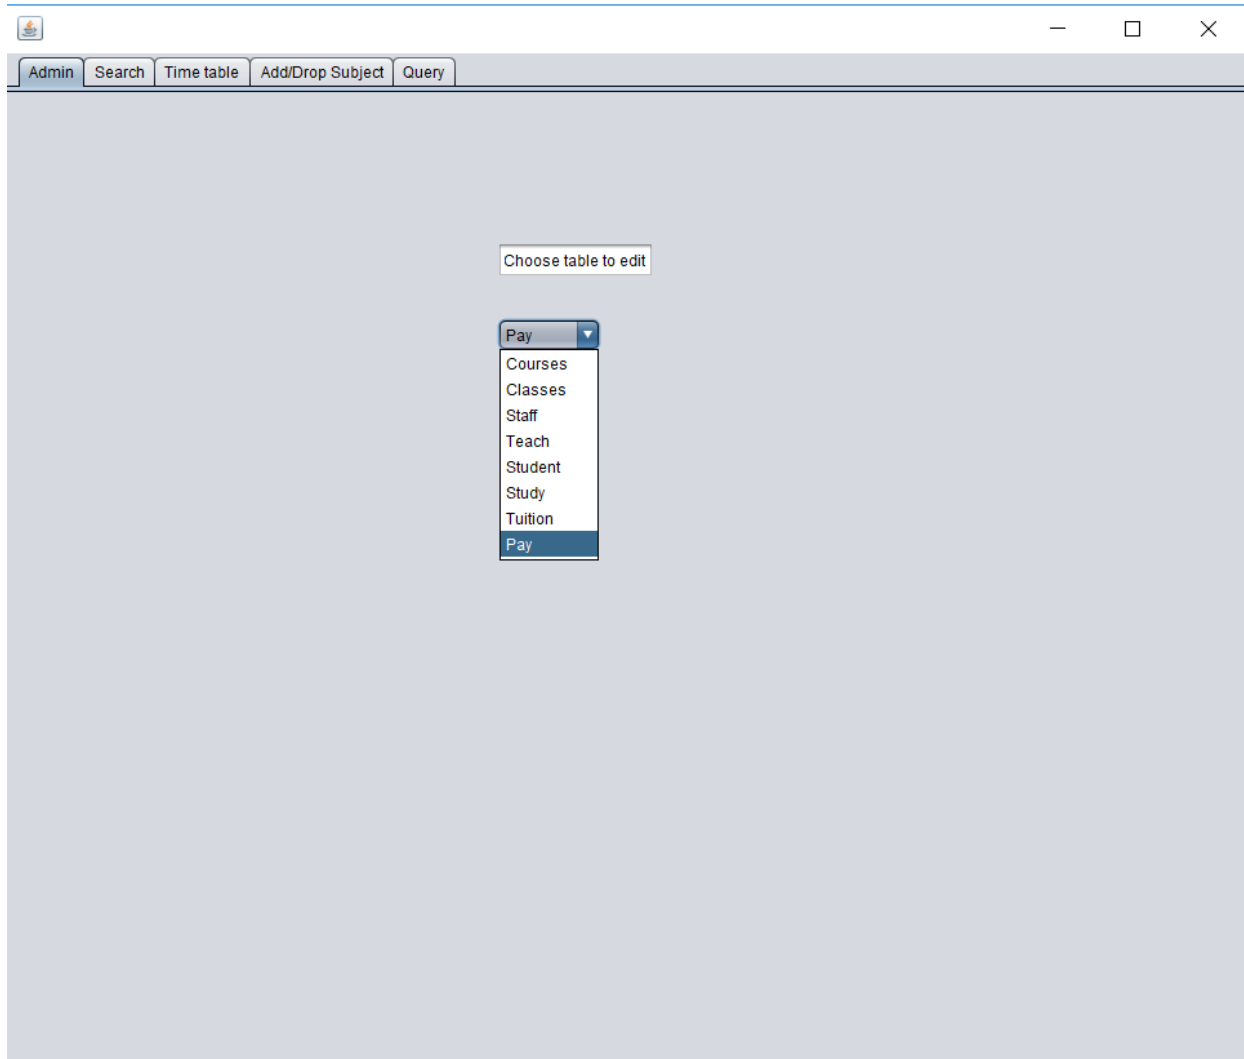 Admin Search Time table Add/Drop Subject Query
Choose table to edit
Pay
Courses
Classes
Staff
Teach
Student
Study
Tuition
Pay